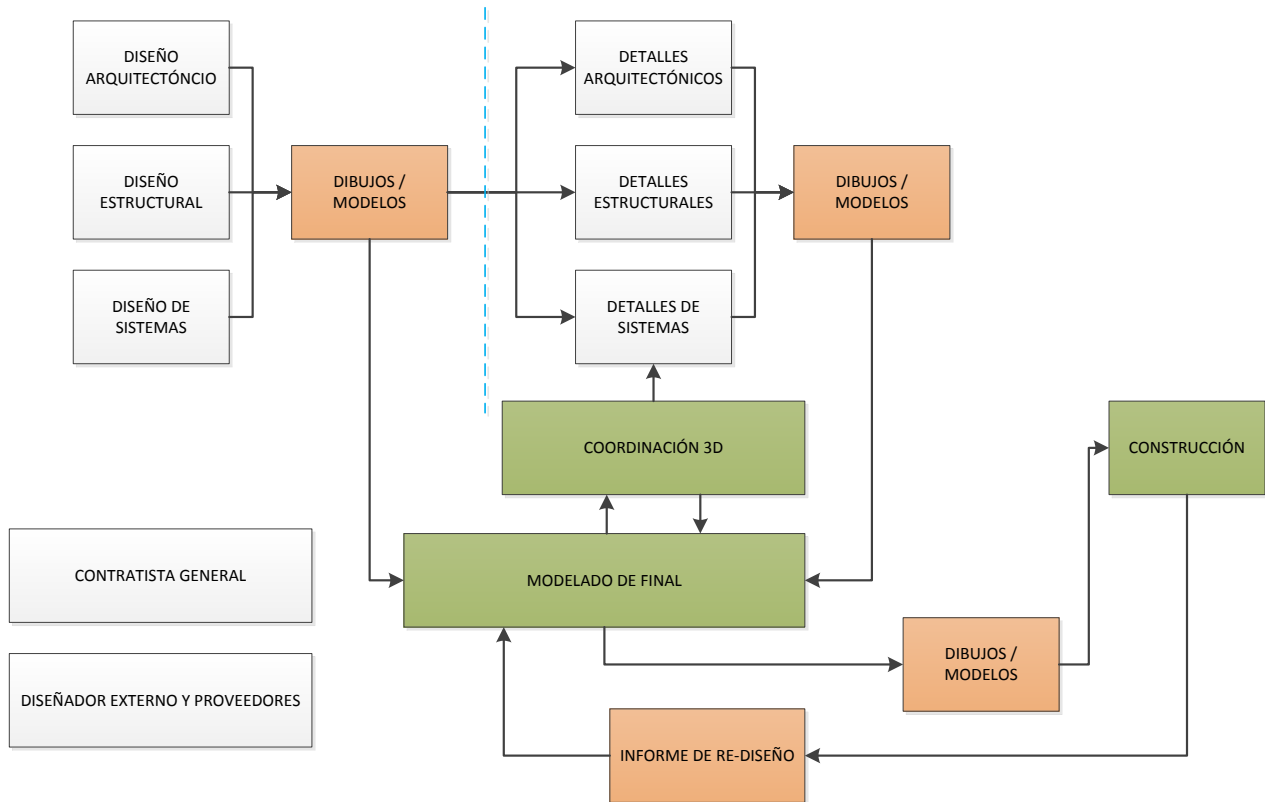 DISEÑO
ARQUITECTÓNCIO
DISEÑO
ESTRUCTURAL
DISEÑO DE
SISTEMAS
DIBUJOS /
MODELOS
DETALLES
ARQUITECTÓNICOS
DETALLES
ESTRUCTURALES
DETALLES DE
SISTEMAS
DIBUJOS /
MODELOS
COORDINACIÓN 3D
CONSTRUCCIÓN
MODELADO DE FINAL
CONTRATISTA GENERAL
DISEÑADOR EXTERNO Y PROVEEDORES
DIBUJOS /
MODELOS
INFORME DE RE-DISEÑO